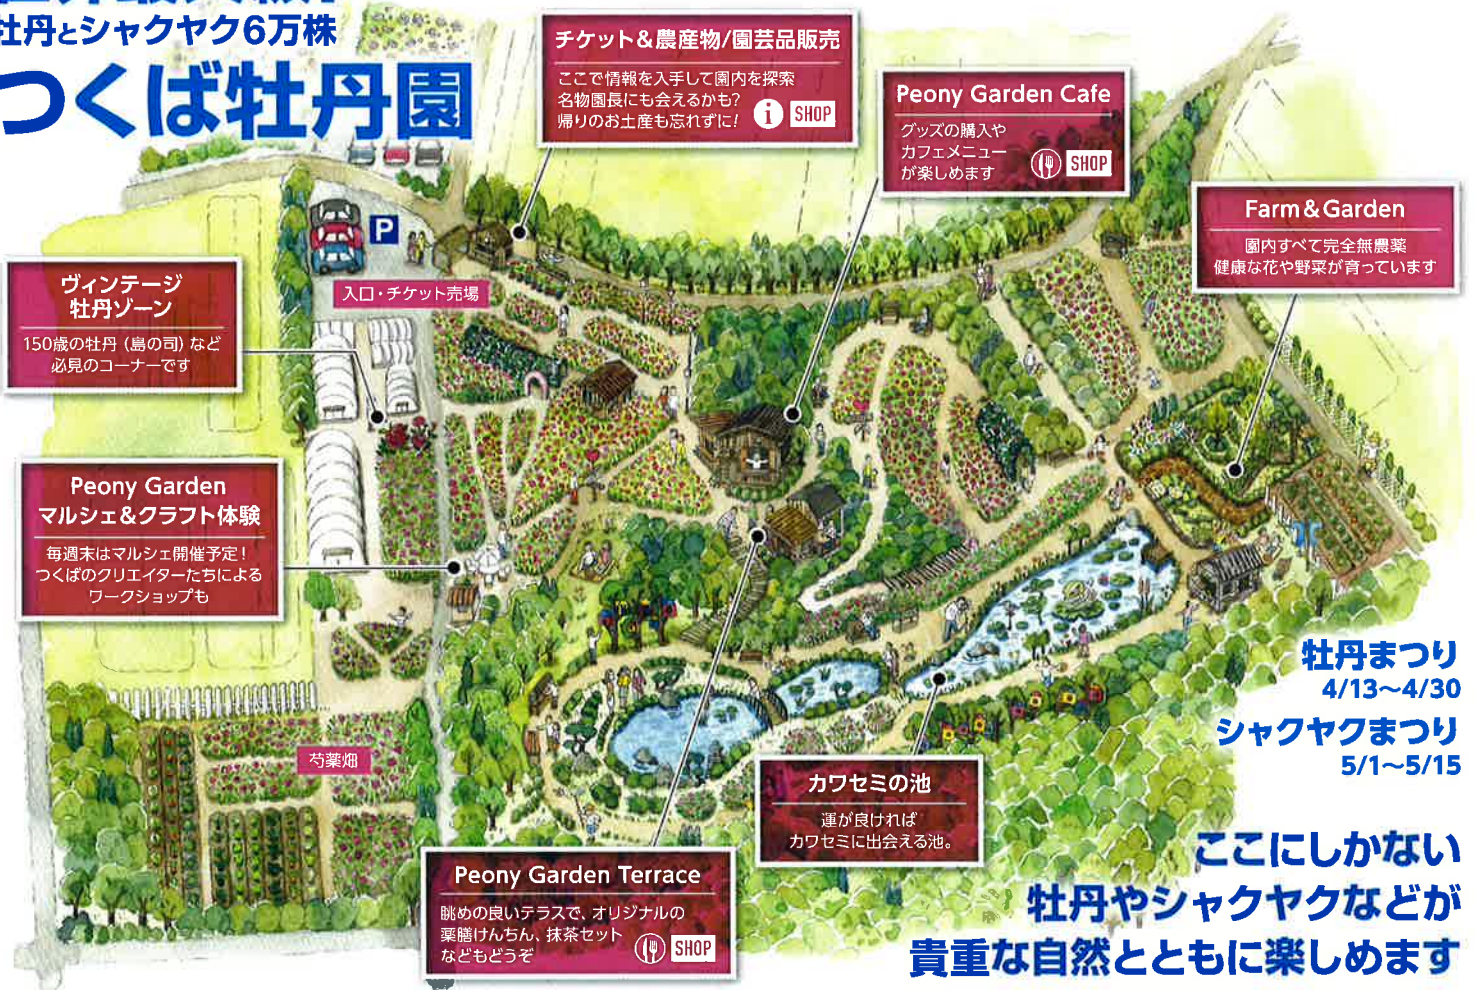 牡丹とシャクヤク6万株
つくば牡丹園
チケット&農産物/園芸品販売
ここで情報を入手して園内を探索
名物園長にも会えるかも?
帰りのお土産も忘れずに!
i SHOP
Peony Garden Cafe
グッズの購入や
カフェメニュー
が楽しめます
SHOP
Farm&Garden
園内すべて完全無農薬
健康な花や野菜が育っています
P
入口・チケット売場
ヴィンテージ
牡丹ゾーン
150歳の牡丹(島の司)など
必見のコーナーです
Peony Garden
マルシェ&クラフト体験
毎週末はマルシェ開催予定!
つくばのクリエイターたちによる
ワークショップも
芍薬畑
カワセミの池
運が良ければ
カワセミに出会える池。
Peony Garden Terrace
眺めの良いテラスで、オリジナルの
薬膳けんちん、抹茶セット
などもどうぞ
SHOP
牡丹まつり
4/13～4/30
シャクヤクまつり
5/1～5/15
ここにしかない
牡丹やシャクヤクなどが
貴重な自然とともに楽しめます